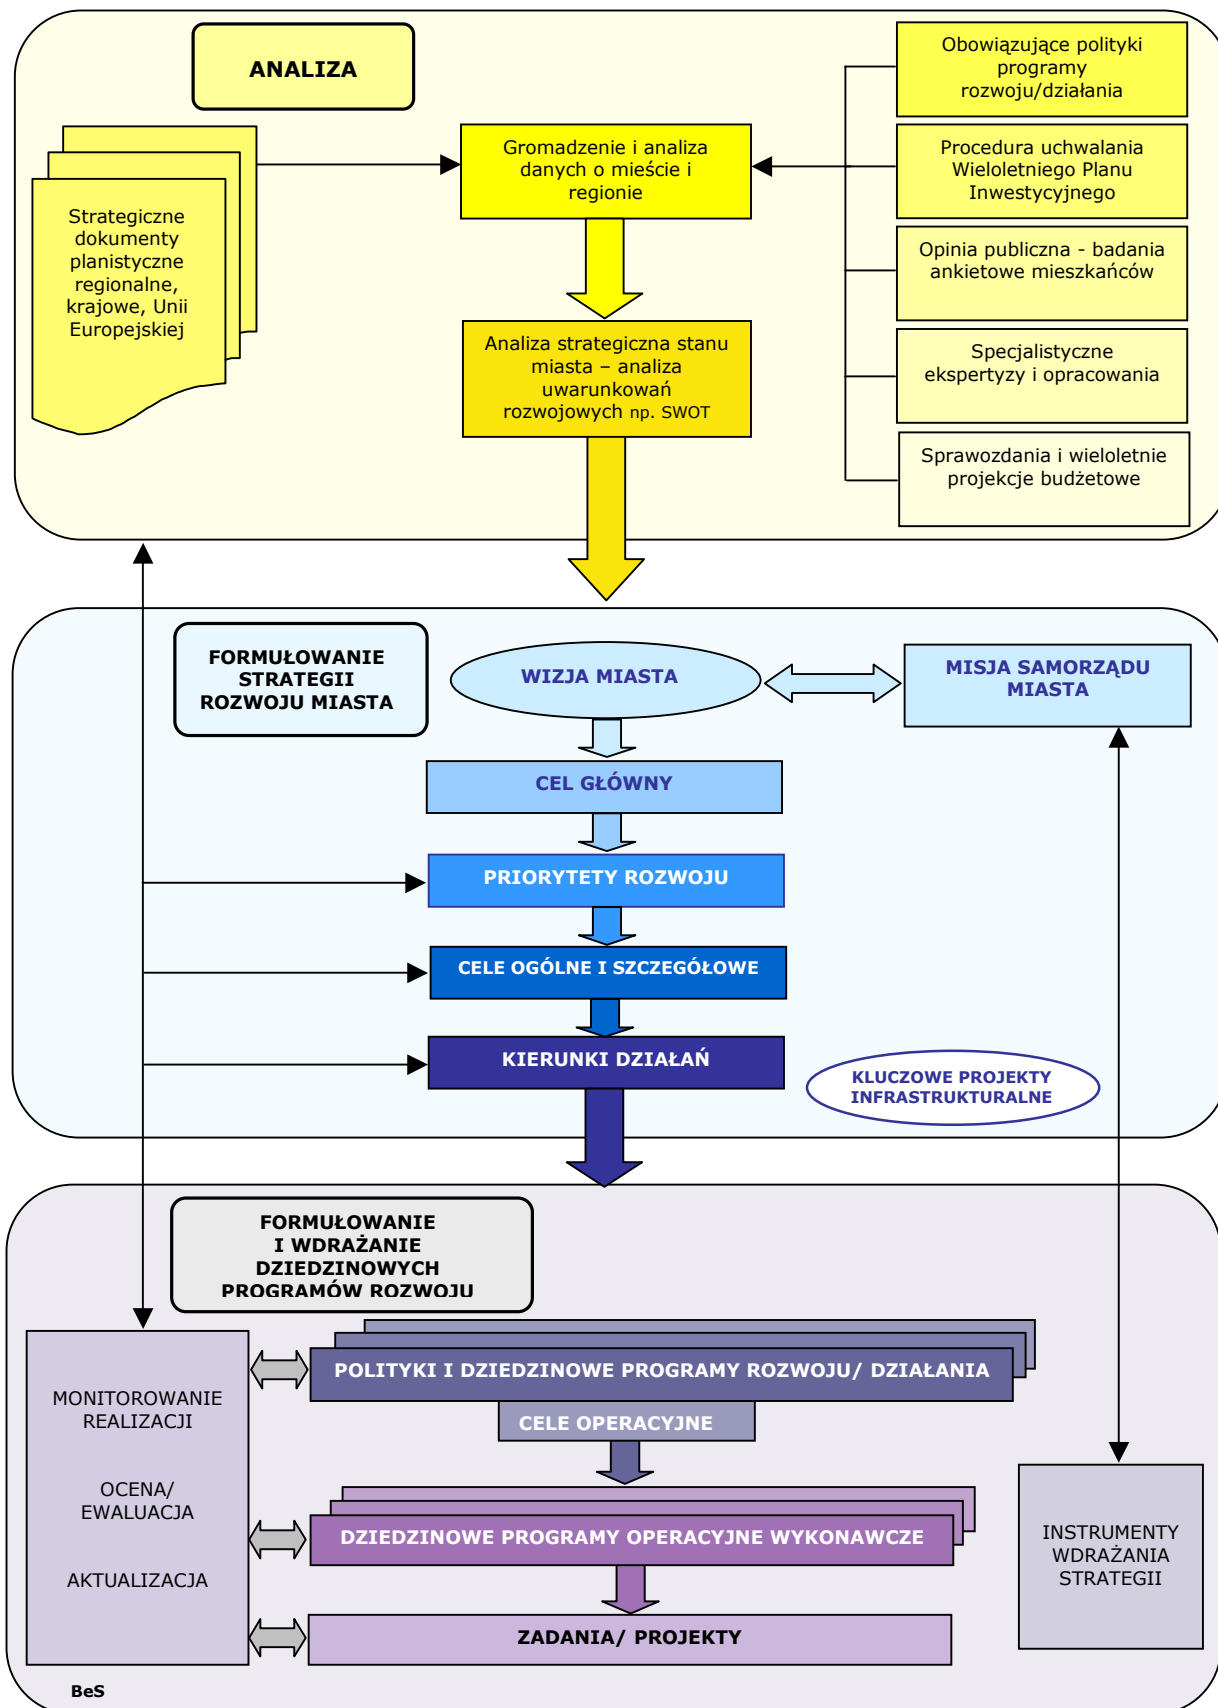 ANALIZA
Obowiązujące polityki
programy
rozwoju/działania
Gromadzenie i analiza
danych o mieście i
regionie
Procedura uchwalania
Wieloletniego Planu
Inwestycyjnego
Strategiczne
dokumenty
planistyczne
regionalne,
krajowe, Unii
Europejskiej
Opinia publiczna - badania
ankietowe mieszkańców
Analiza strategiczna stanu
miasta – analiza
uwarunkowań
rozwojowych np. SWOT
Specjalistyczne
ekspertyzy i opracowania
Sprawozdania i wieloletnie
projekcje budżetowe
FORMUŁOWANIE
STRATEGII
ROZWOJU MIASTA
WIZJA MIASTA
MISJA SAMORZĄDU
MIASTA
CEL GŁÓWNY
PRIORYTETY ROZWOJU
CELE OGÓLNE I SZCZEGÓŁOWE
KIERUNKI DZIAŁAŃ
KLUCZOWE PROJEKTY
INFRASTRUKTURALNE
FORMUŁOWANIE
I WDRAŻANIE
DZIEDZINOWYCH
PROGRAMÓW ROZWOJU
MONITOROWANIE
REALIZACJI
OCENA/
EWALUACJA
AKTUALIZACJA
POLITYKI I DZIEDZINOWE PROGRAMY ROZWOJU/ DZIAŁANIA
CELE OPERACYJNE
DZIEDZINOWE PROGRAMY OPERACYJNE WYKONAWCZE
ZADANIA/ PROJEKTY
INSTRUMENTY
WDRAŻANIA
STRATEGII
BeS